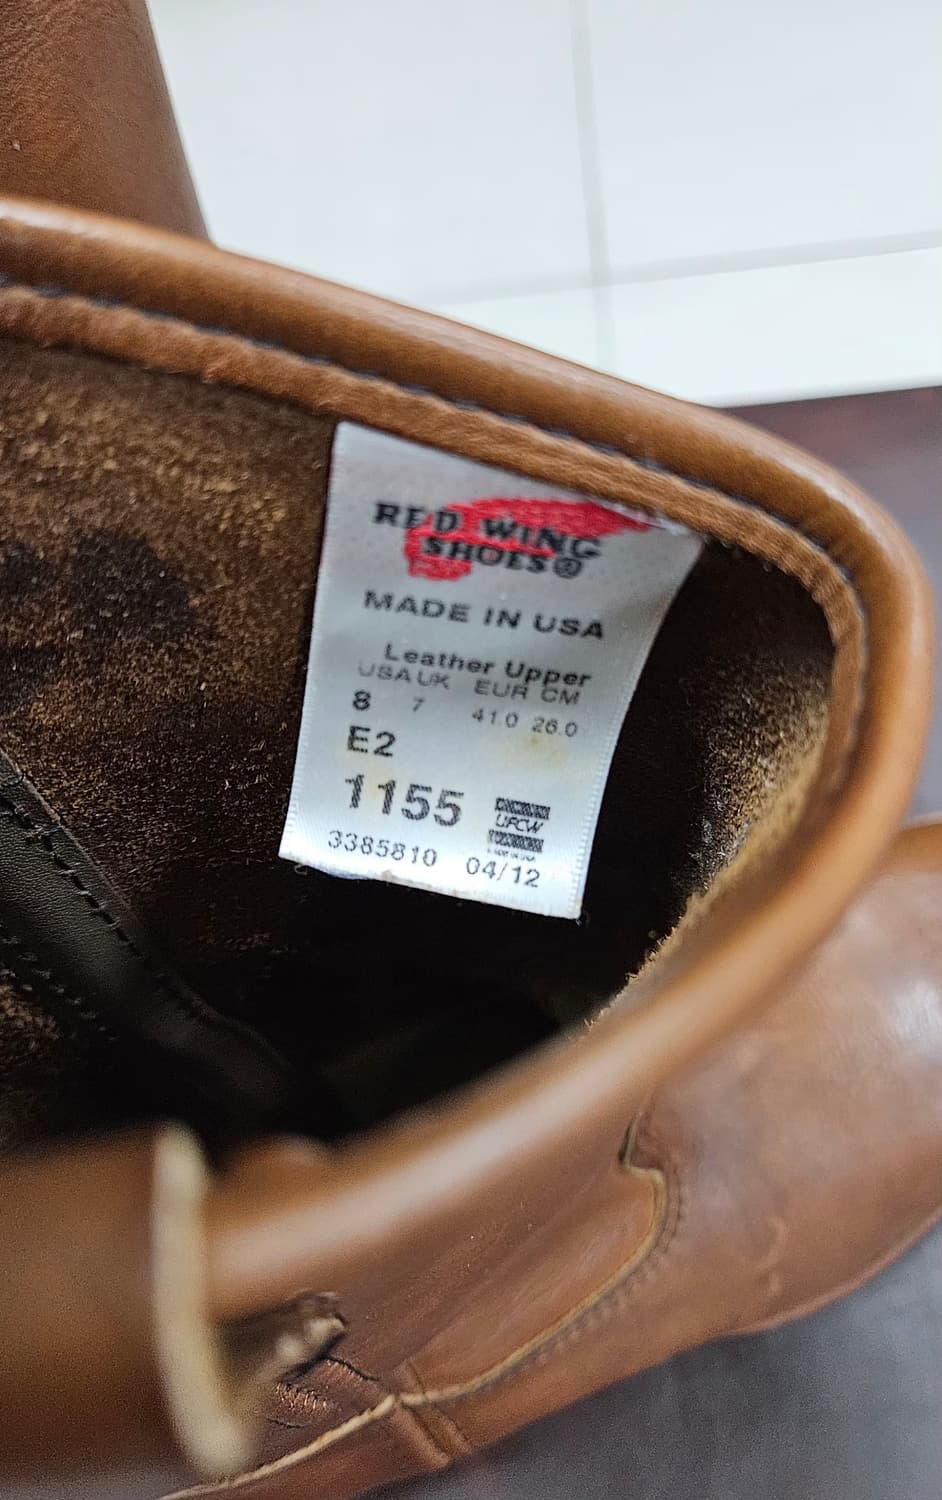 RED WING
SHOES®
MADE IN USA
Leather Upper
USA UK EUR CM
8 7 41.0 26.0
E2
1155
UFCW
3385810 04/12